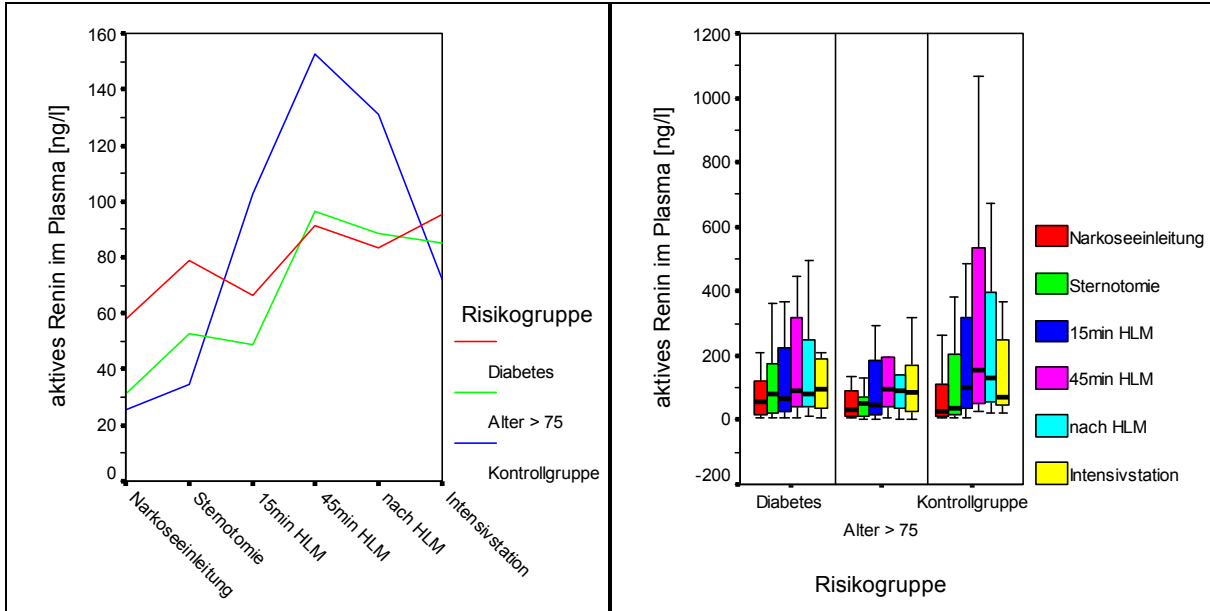 aktives Renin im Plasma [ng/l]
160
140
120
100
80
60
40
20
0
Narkoseeinleitung
Sternotomie
15min HLM
45min HLM
nach HLM
Intensivstation
Risikogruppe
Diabetes
Alter > 75
Kontrollgruppe
aktives Renin im Plasma [ng/l]
1200
1000
800
600
400
200
0
-200
Diabetes
Alter > 75
Kontrollgruppe
Risikogruppe
Narkoseeinleitung
Sternotomie
15min HLM
45min HLM
nach HLM
Intensivstation